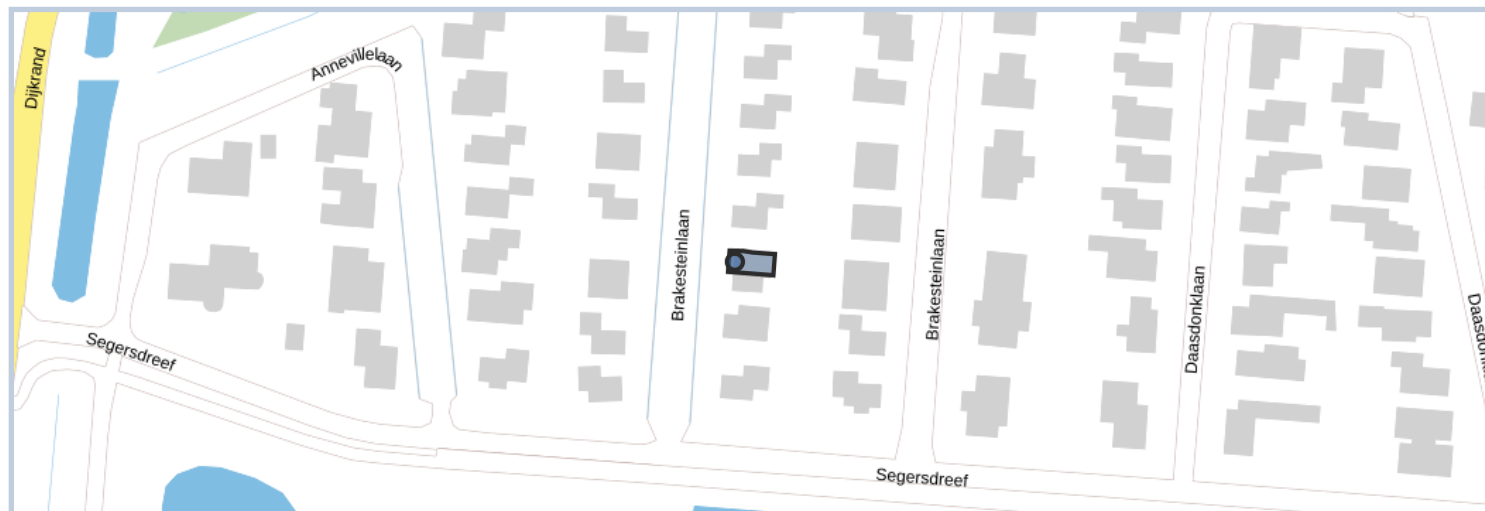 Dijkrand
Annevillelaan
Segersdreef
Brakesteinlaan
Brakesteinlaan
Daasdonklaan
Segersdreef